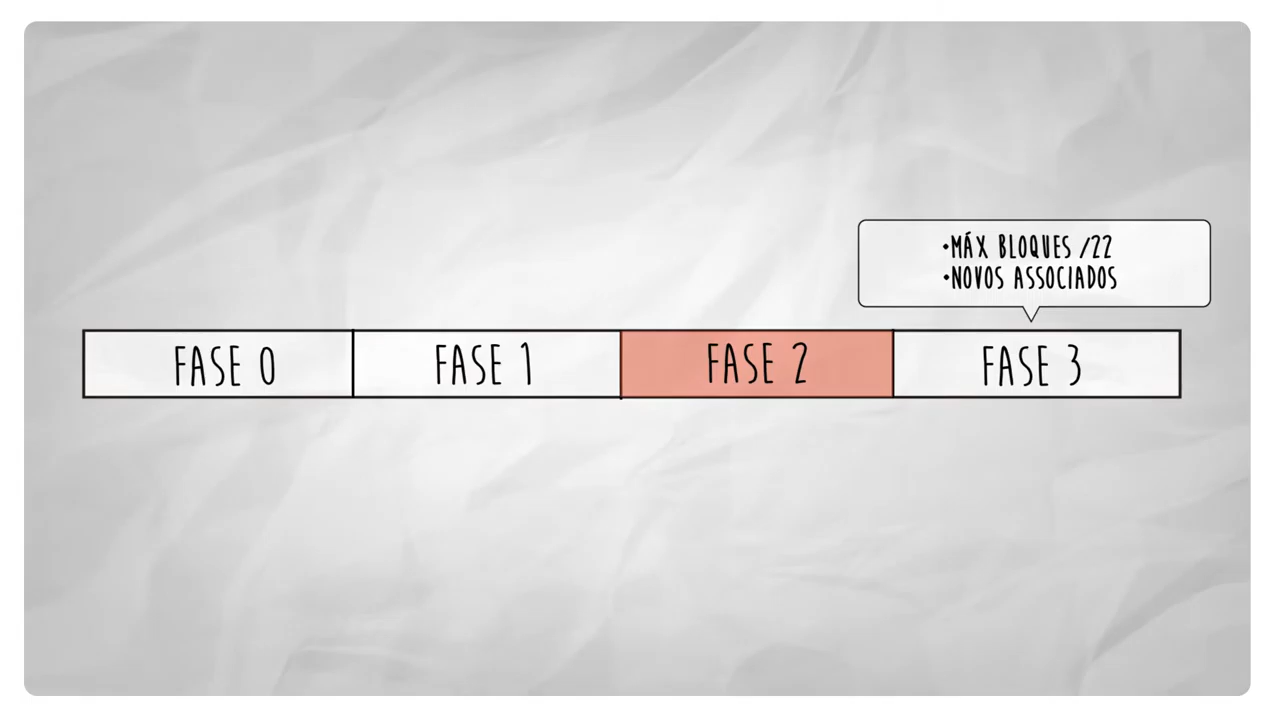 •MÁX BLOQUES /22
•NOVOS ASSOCIADOS
FASE 0
FASE 1
FASE 2
FASE 3